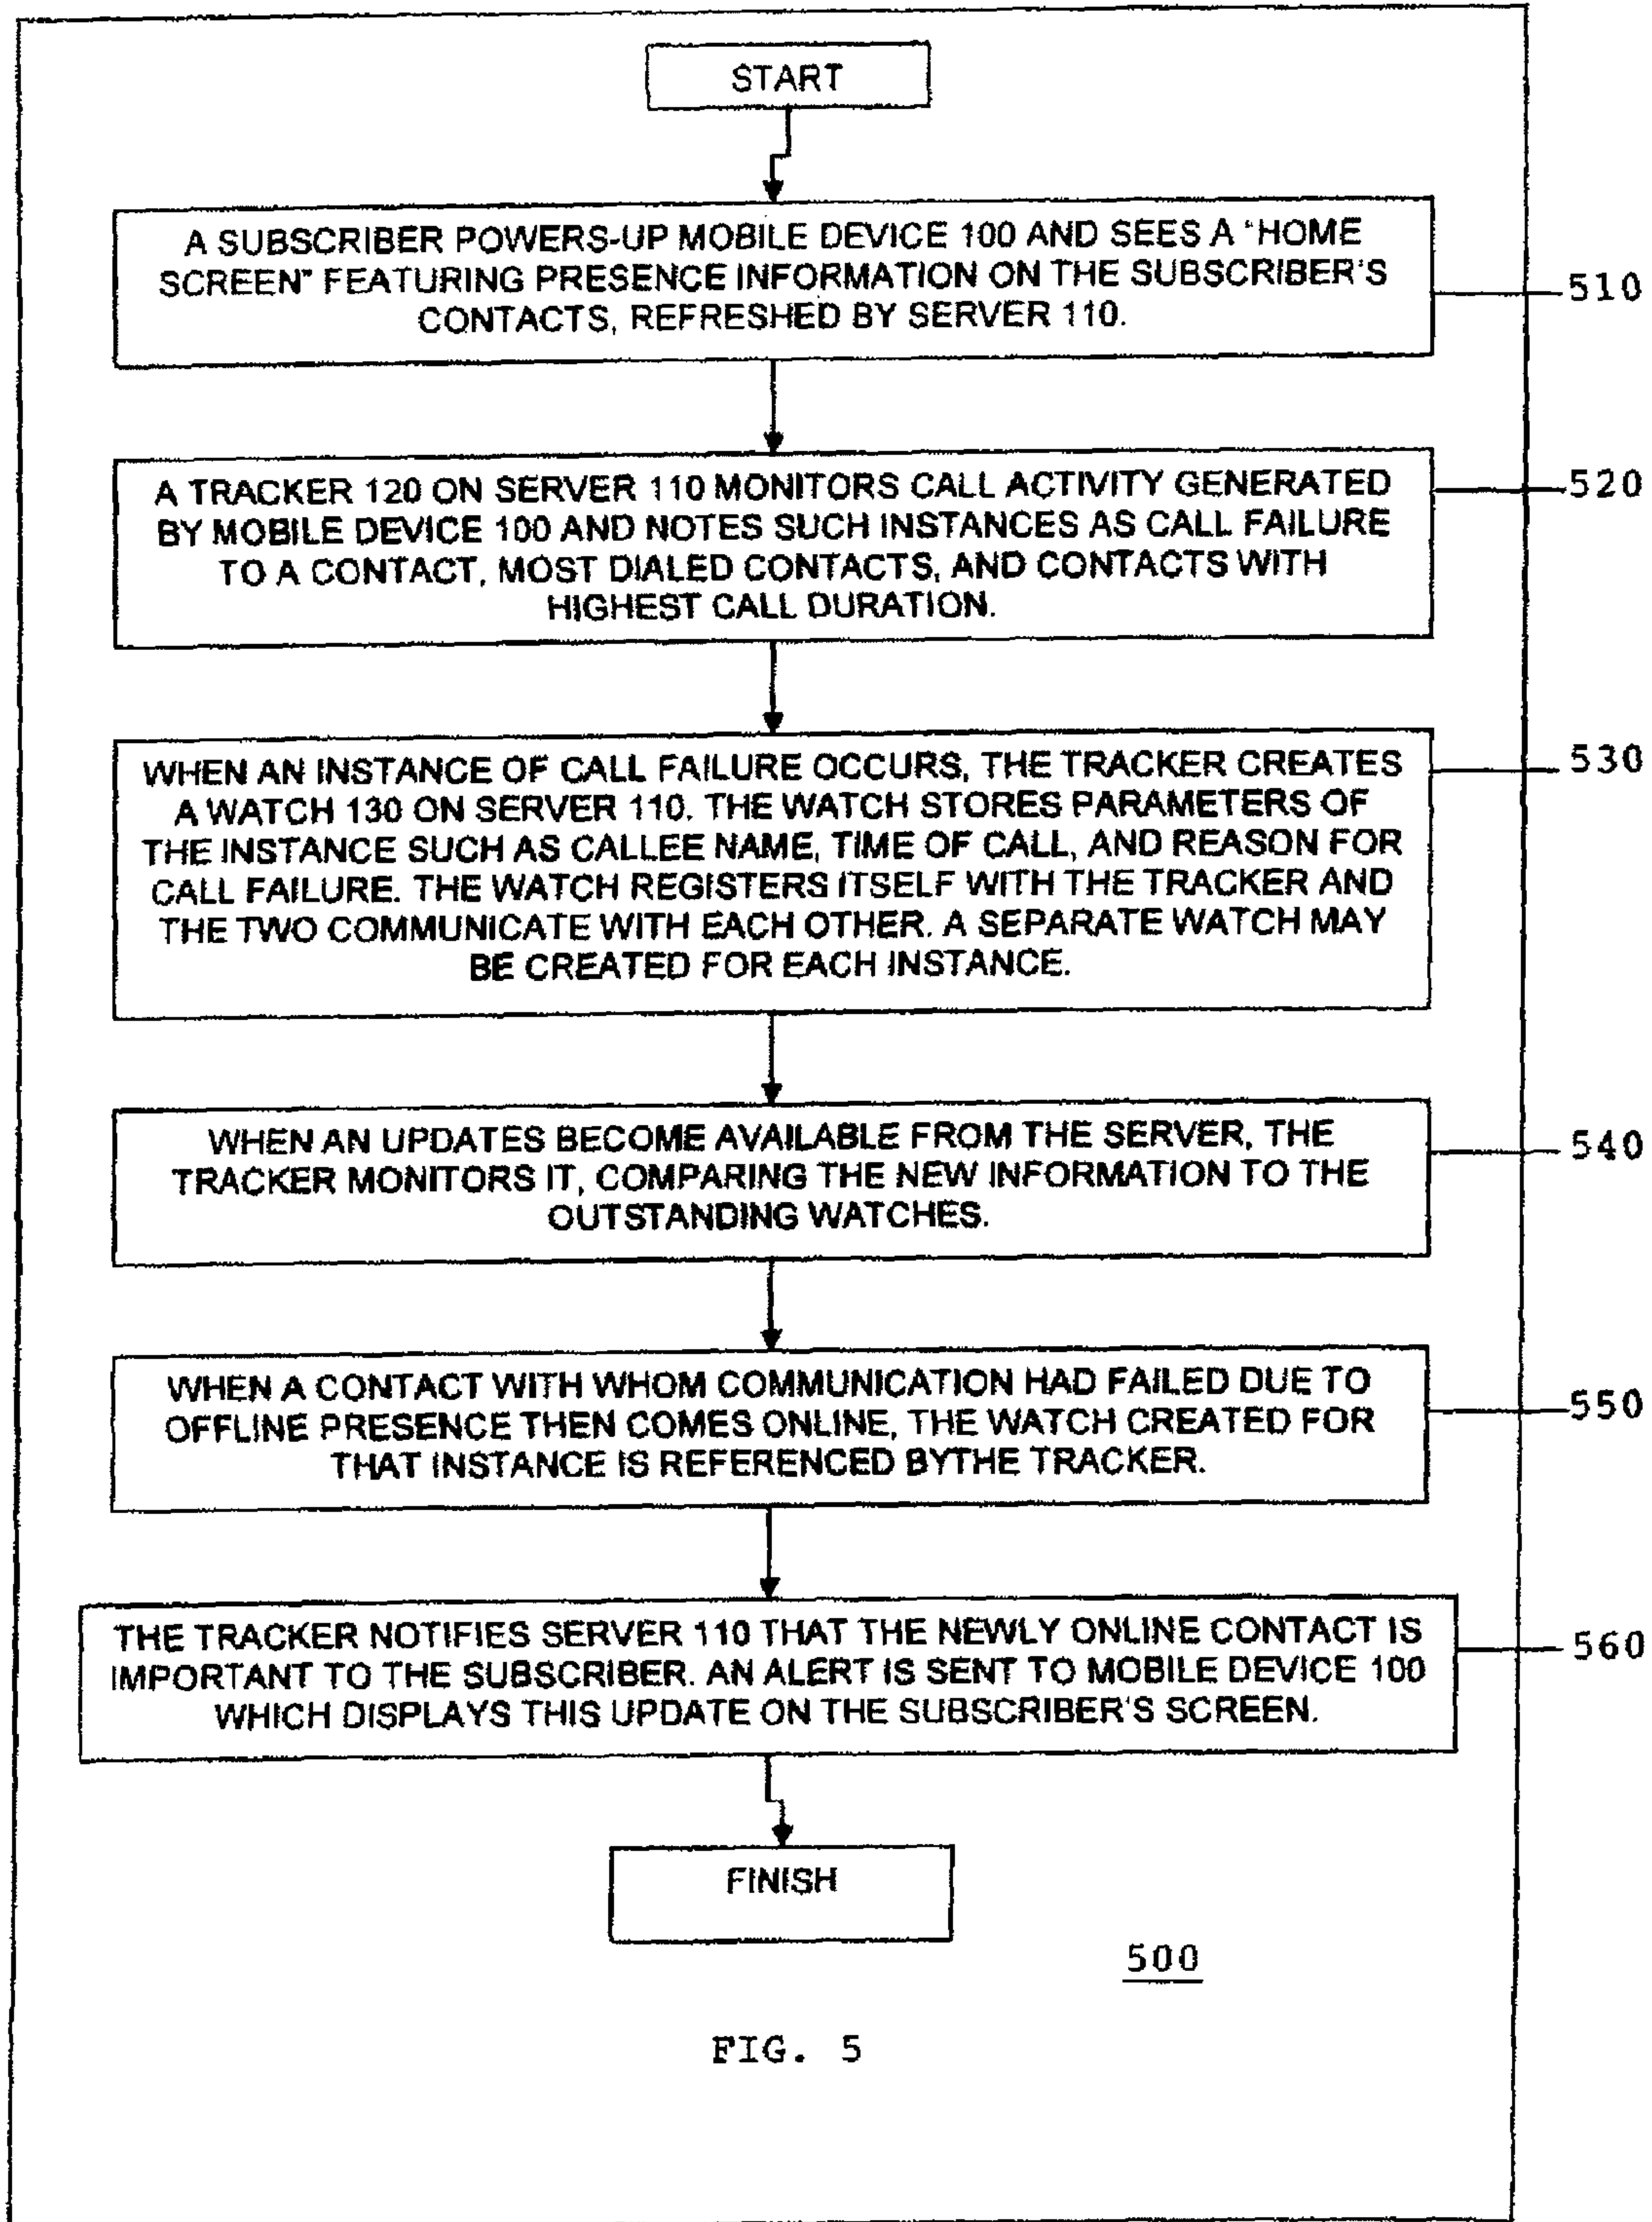 START
A SUBSCRIBER POWERS-UP MOBILE DEVICE 100 AND SEES A "HOME
SCREEN" FEATURING PRESENCE INFORMATION ON THE SUBSCRIBER'S
CONTACTS, REFRESHED BY SERVER 110.
510
A TRACKER 120 ON SERVER 110 MONITORS CALL ACTIVITY GENERATED
BY MOBILE DEVICE 100 AND NOTES SUCH INSTANCES AS CALL FAILURE
TO A CONTACT, MOST DIALED CONTACTS, AND CONTACTS WITH
HIGHEST CALL DURATION.
520
WHEN AN INSTANCE OF CALL FAILURE OCCURS, THE TRACKER CREATES
A WATCH 130 ON SERVER 110. THE WATCH STORES PARAMETERS OF
THE INSTANCE SUCH AS CALLEE NAME, TIME OF CALL, AND REASON FOR
CALL FAILURE. THE WATCH REGISTERS ITSELF WITH THE TRACKER AND
THE TWO COMMUNICATE WITH EACH OTHER. A SEPARATE WATCH MAY
BE CREATED FOR EACH INSTANCE.
530
WHEN AN UPDATES BECOME AVAILABLE FROM THE SERVER, THE
TRACKER MONITORS IT, COMPARING THE NEW INFORMATION TO THE
OUTSTANDING WATCHES.
540
WHEN A CONTACT WITH WHOM COMMUNICATION HAD FAILED DUE TO
OFFLINE PRESENCE THEN COMES ONLINE, THE WATCH CREATED FOR
THAT INSTANCE IS REFERENCED BYTHE TRACKER.
550
THE TRACKER NOTIFIES SERVER 110 THAT THE NEWLY ONLINE CONTACT IS
IMPORTANT TO THE SUBSCRIBER. AN ALERT IS SENT TO MOBILE DEVICE 100
WHICH DISPLAYS THIS UPDATE ON THE SUBSCRIBER'S SCREEN.
560
FINISH
500
FIG. 5